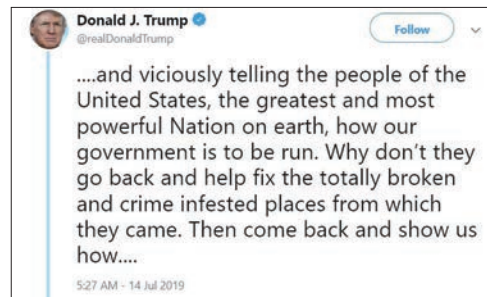 Donald J. Trump
@realDonaldTrump
Follow
....and viciously telling the people of the
United States, the greatest and most
powerful Nation on earth, how our
government is to be run. Why don't they
go back and help fix the totally broken
and crime infested places from which
they came. Then come back and show us
how....
5:27 AM - 14 Jul 2019